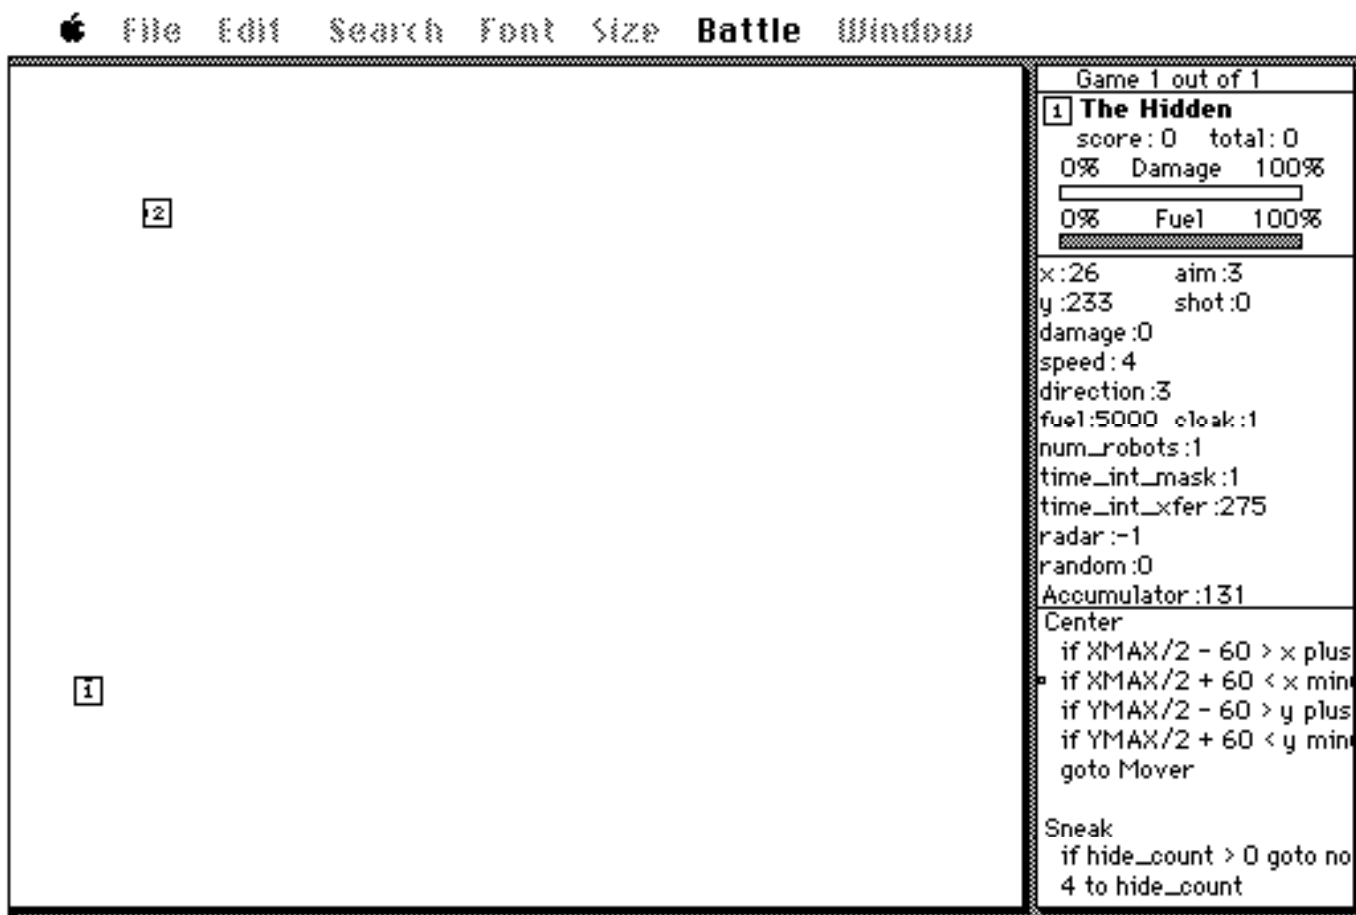 File Edit Search Font Size Battle Window
2
1
Game 1 out of 1
1 The Hidden
score: 0 total: 0
0% Damage 100%
0% Fuel 100%
x:26 aim:3
y:233 shot:0
damage:0
speed:4
direction:3
fuel:5000 cloak:1
num_robots:1
time_int_mask:1
time_int_xfer:275
radar:-1
random:0
Accumulator:131
Center
if XMAX/2 - 60 > x plus
if XMAX/2 + 60 < x min
if YMAX/2 - 60 > y plus
if YMAX/2 + 60 < y min
goto Mover
Sneak
if hide_count > 0 goto no
4 to hide_count